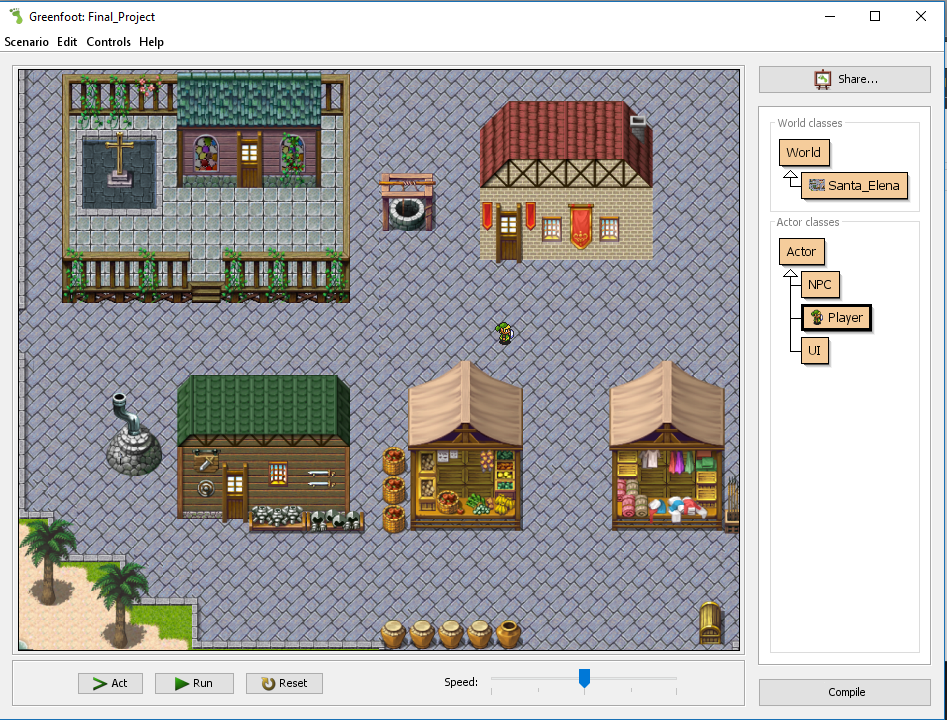 Greenfoot: Final_Project
Scenario Edit Controls Help
Share...
World classes
World
Santa_Elena
Actor classes
Actor
NPC
Player
UI
Act Run Reset Speed:
Compile